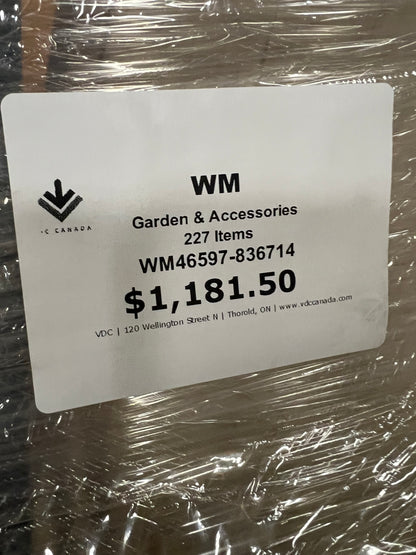 WM
Garden & Accessories
227 Items
WM46597-836714
$1,181.50
VDC | 120 Wellington Street N | Thorold, ON | www.vdccanada.com
C CANADA